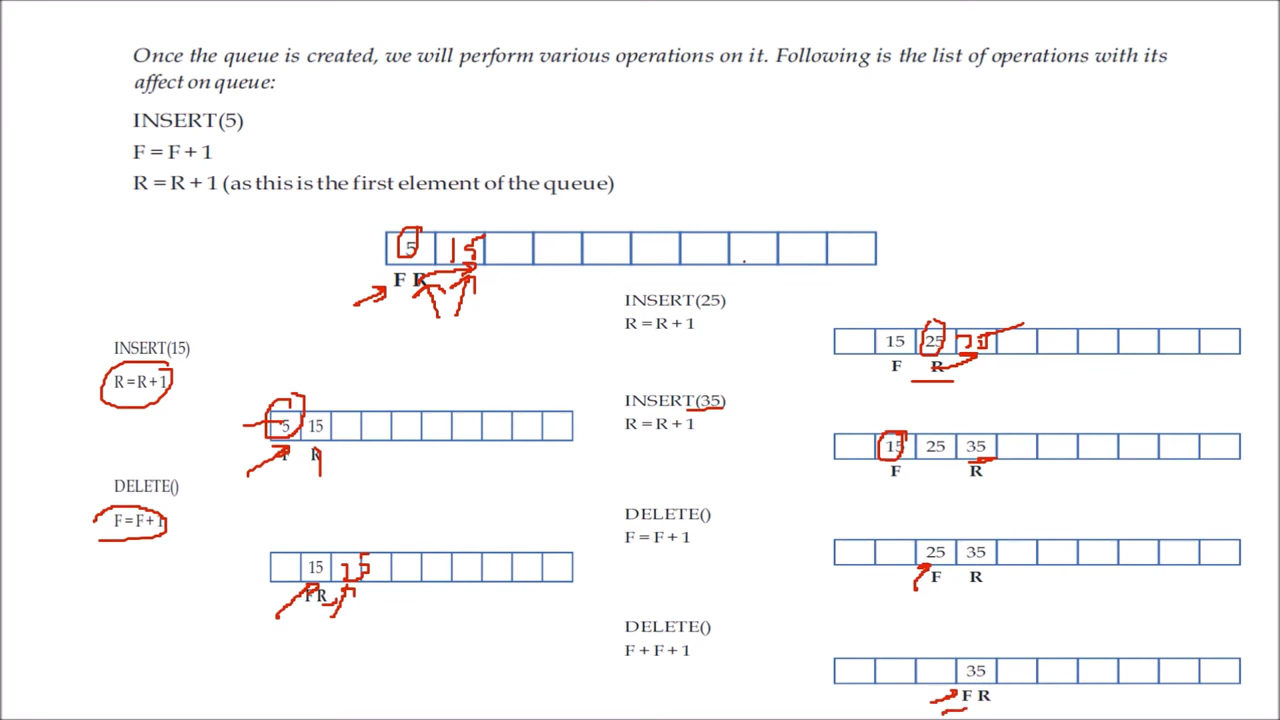 Once the queue is created, we will perform various operations on it. Following is the list of operations with its
affect on queue:
INSERT(5)
F = F + 1
R = R + 1 (as this is the first element of the queue)
5 15
F R
INSERT(15)
R = R + 1
5 15
F R
DELETE()
F = F + 1
15 25
F R
INSERT(25)
R = R + 1
15 25 35
F R
INSERT(35)
R = R + 1
15 25 35
F R
DELETE()
F = F + 1
25 35
F R
DELETE()
F + F + 1
35
F R